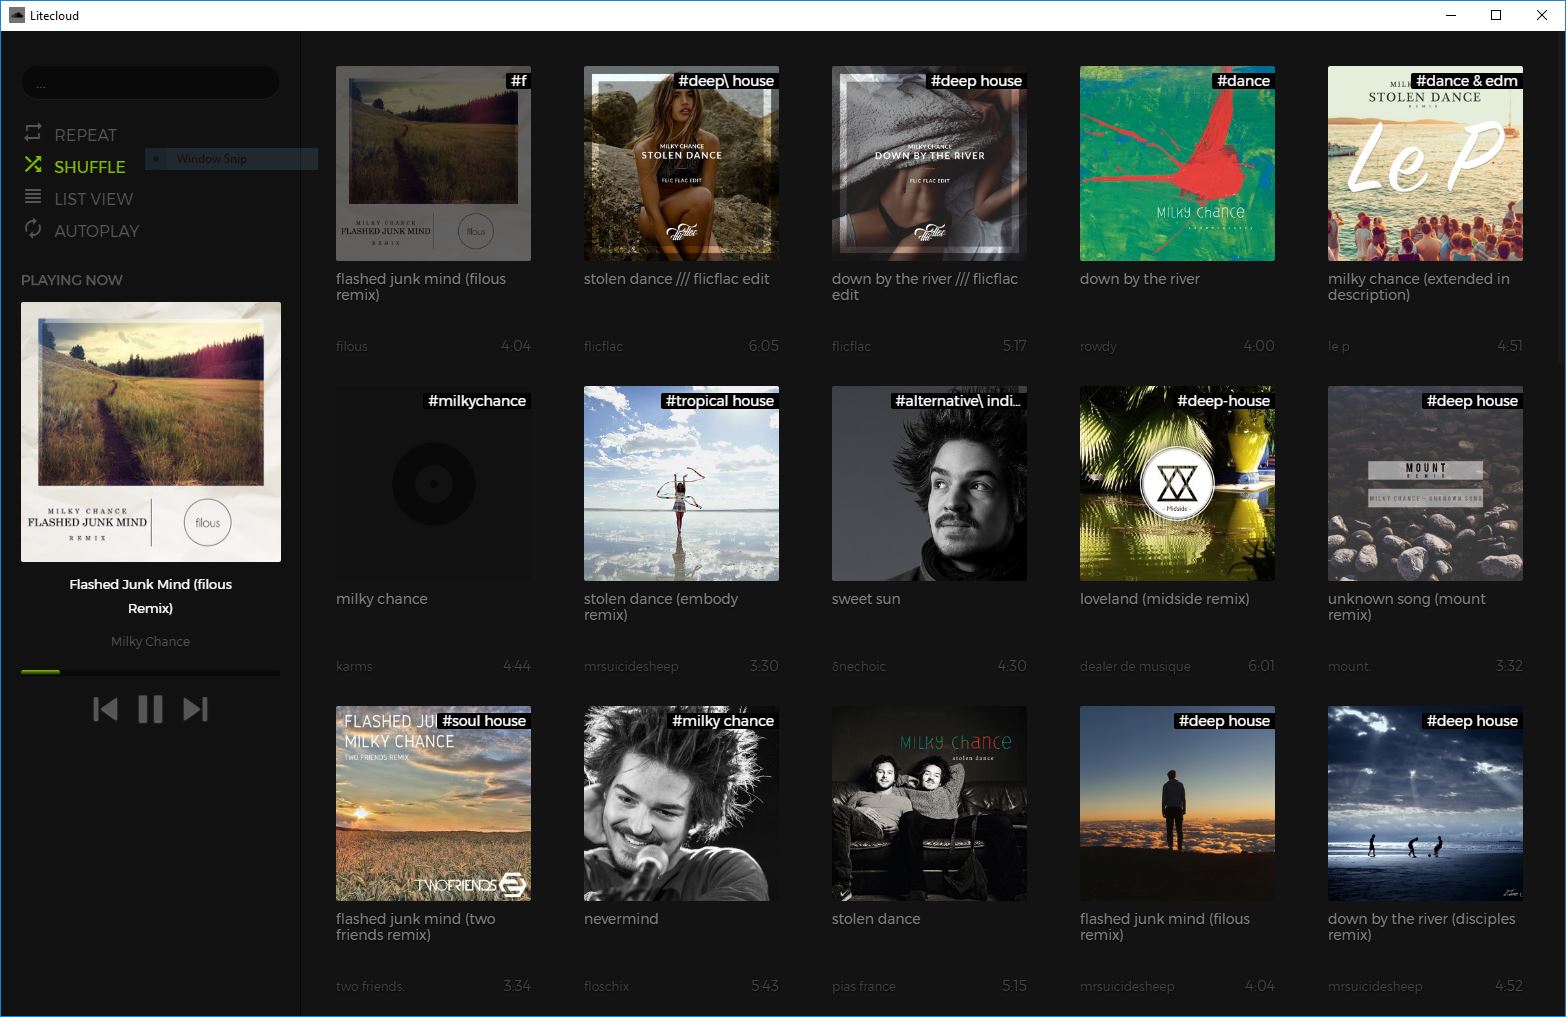 Litecloud
...
REPEAT
SHUFFLE
Window Snip
LIST VIEW
AUTOPLAY
PLAYING NOW
MILKY CHANCE
FLASHED JUNK MIND
REMIX
filous
Flashed Junk Mind (filous
Remix)
Milky Chance
#f
MILKY CHANCE
FLASHED JUNK MIND
REMIX
filous
flashed junk mind (filous
remix)
filous 4:04
#deep\ house
MILKY CHANCE
STOLEN DANCE
FLIC FLAC EDIT
stolen dance /// flicflac edit
flicflac 6:05
#deep house
MILKY CHANCE
DOWN BY THE RIVER
FLIC FLAC EDIT
down by the river /// flicflac
edit
flicflac 5:17
#dance
MILKY CHANCE
down by the river
rowdy 4:00
#dance & edm
STOLEN DANCE
REMIX
Le P
milky chance (extended in
description)
le p 4:51
#milkychance
milky chance
karms 4:44
#tropical house
stolen dance (embody
remix)
mrsuicidesheep 3:30
#alternative\ indi...
sweet sun
δnechoic 4:30
#deep-house
- Midside -
loveland (midside remix)
dealer de musique 6:01
#deep house
MOUNT
REMIX
MILKY CHANCE - UNKNOWN SONG
unknown song (mount
remix)
mount. 3:32
#soul house
FLASHED JU
MILKY CHANCE
TWO FRIENDS REMIX
TWOFRIENDS
flashed junk mind (two
friends remix)
two friends. 3:34
#milky chance
nevermind
floschix 5:43
MILKY CHANCE
stolen dance
stolen dance
pias france 5:15
#deep house
flashed junk mind (filous
remix)
mrsuicidesheep 4:04
#deep house
down by the river (disciples
remix)
mrsuicidesheep 4:52